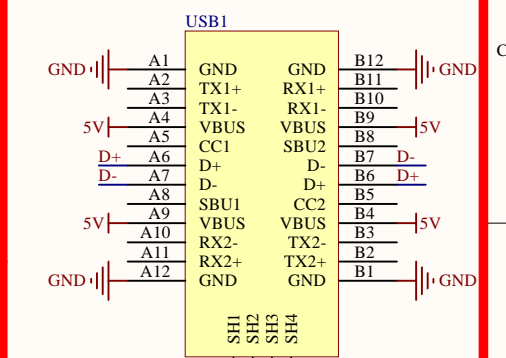 USB1
C
GND A1 GND GND B12 GND
A2 TX1+ RX1+ B11
A3 TX1- RX1- B10
5V A4 VBUS VBUS B9 5V
A5 CC1 SBU2 B8
D+ A6 D+ D- B7 D-
D- A7 D- D+ B6 D+
A8 SBU1 CC2 B5
5V A9 VBUS VBUS B4 5V
A10 RX2- TX2- B3
A11 RX2+ TX2+ B2
GND A12 GND GND B1 GND
SH1
SH2
SH3
SH4